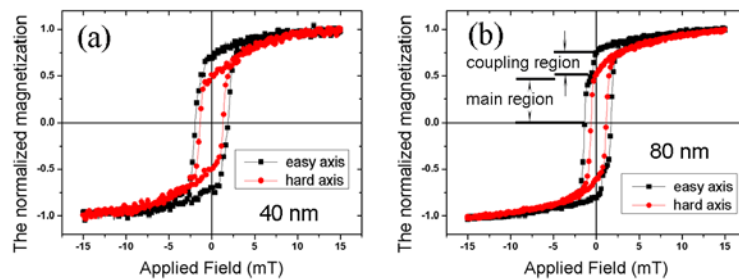 The normalized magnetization
(a)
1.0
0.5
0.0
-0.5
-1.0
easy axis
hard axis
40 nm
-15
-10
-5
0
5
10
15
Applied Field (mT)
The normalized magnetization
(b)
1.0
0.5
0.0
-0.5
-1.0
coupling region
main region
80 nm
easy axis
hard axis
-15
-10
-5
0
5
10
15
Applied Field (mT)